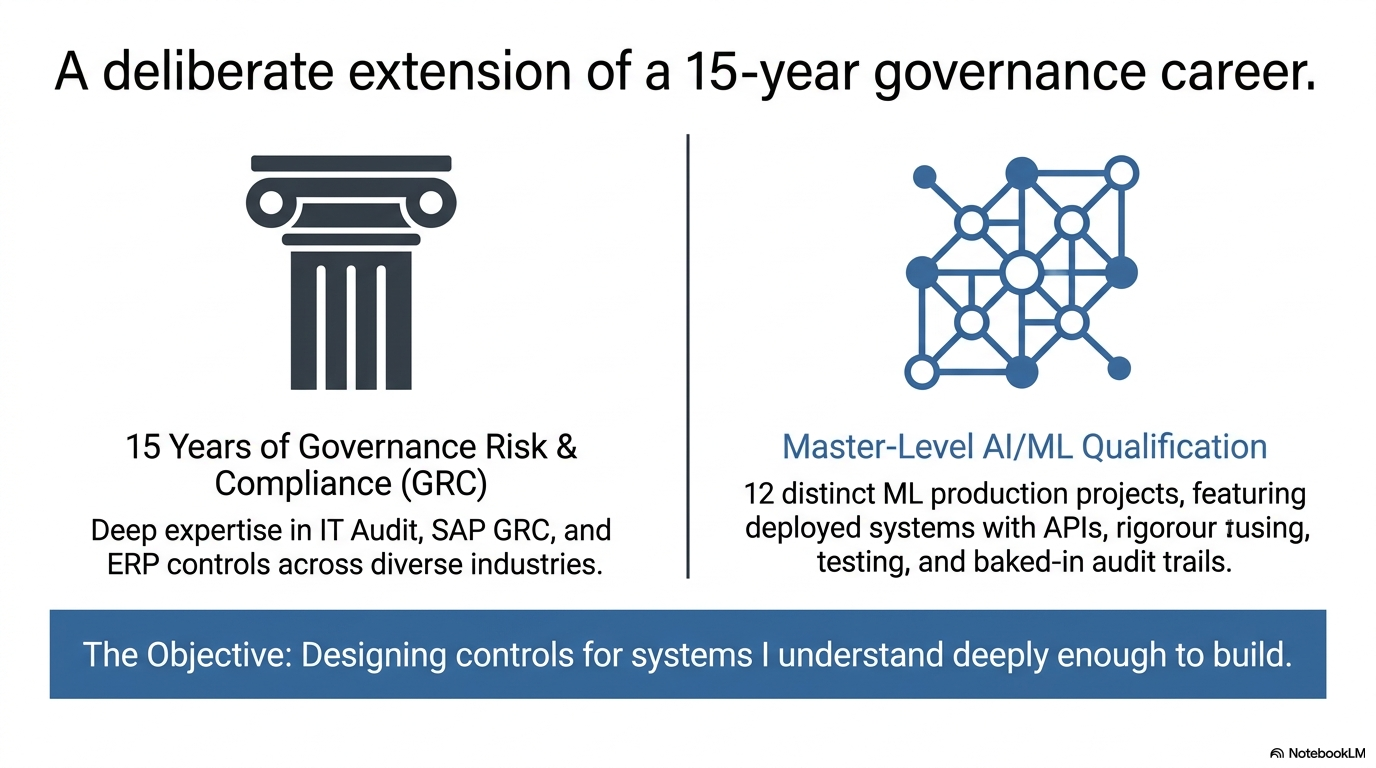 A deliberate extension of a 15-year governance career.
15 Years of Governance Risk &
Compliance (GRC)
Deep expertise in IT Audit, SAP GRC, and
ERP controls across diverse industries.
Master-Level AI/ML Qualification
12 distinct ML production projects, featuring
deployed systems with APIs, rigorour
testing, and baked-in audit trails.
The Objective: Designing controls for systems I understand deeply enough to build.
NotebookLM